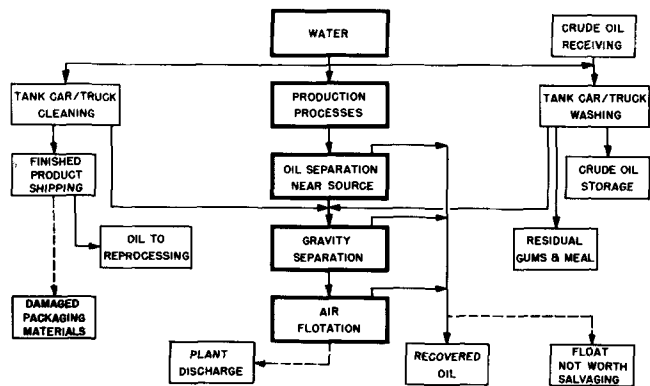 WATER
CRUDE OIL
RECEIVING
TANK CAR/TRUCK
CLEANING
PRODUCTION
PROCESSES
TANK CAR/TRUCK
WASHING
FINISHED
PRODUCT
SHIPPING
OIL SEPARATION
NEAR SOURCE
CRUDE OIL
STORAGE
OIL TO
REPROCESSING
GRAVITY
SEPARATION
RESIDUAL
GUMS & MEAL
DAMAGED
PACKAGING
MATERIALS
AIR
FLOTATION
PLANT
DISCHARGE
RECOVERED
OIL
FLOAT
NOT WORTH
SALVAGING